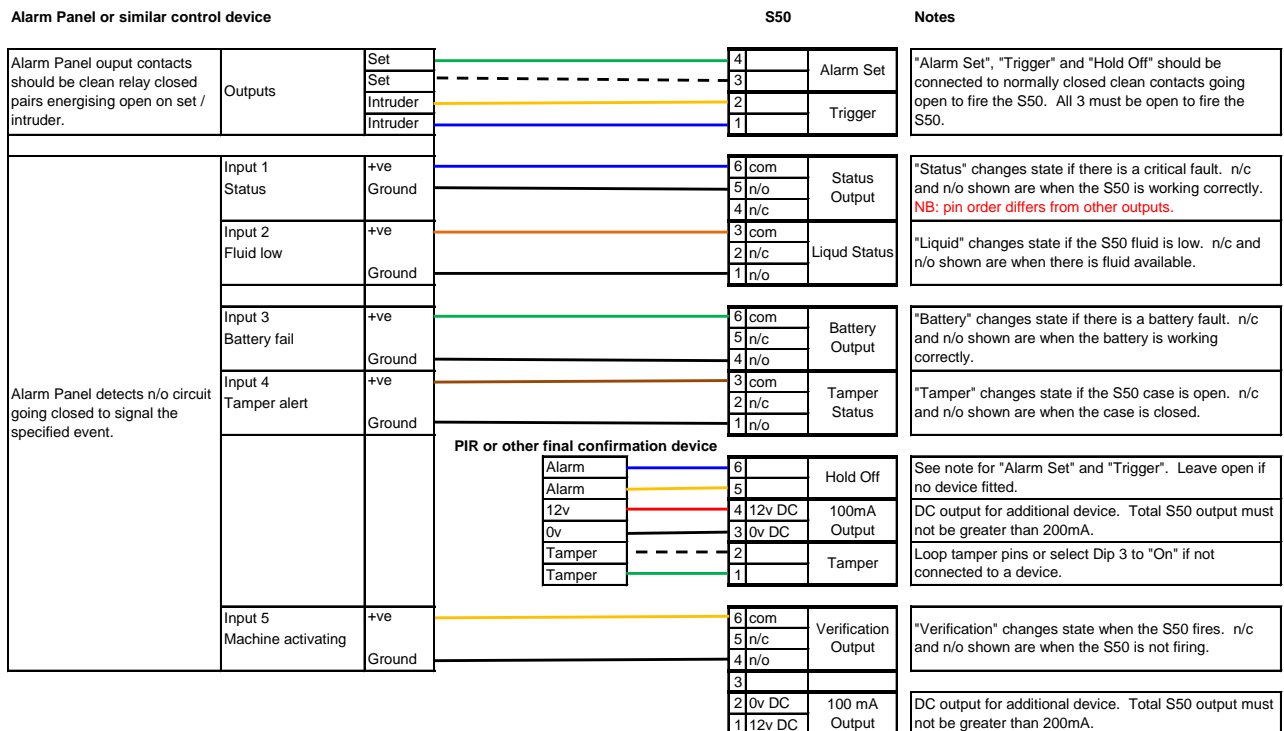 Alarm Panel or similar control device
S50
Notes
Alarm Panel ouput contacts
should be clean relay closed
pairs energising open on set /
intruder.
Outputs
Set
Set
Intruder
Intruder
4
3
2
1
Alarm Set
Trigger
"Alarm Set", "Trigger" and "Hold Off" should be
connected to normally closed clean contacts going
open to fire the S50. All 3 must be open to fire the
S50.
Alarm Panel detects n/o circuit
going closed to signal the
specified event.
Input 1
Status
+ve
Ground
6 com
5 n/o
4 n/c
Status
Output
"Status" changes state if there is a critical fault. n/c
and n/o shown are when the S50 is working correctly.
NB: pin order differs from other outputs.
Input 2
Fluid low
+ve
Ground
3 com
2 n/c
1 n/o
Liqud Status
"Liquid" changes state if the S50 fluid is low. n/c and
n/o shown are when there is fluid available.
Input 3
Battery fail
+ve
Ground
6 com
5 n/c
4 n/o
Battery
Output
"Battery" changes state if there is a battery fault. n/c
and n/o shown are when the battery is working
correctly.
Input 4
Tamper alert
+ve
Ground
3 com
2 n/c
1 n/o
Tamper
Status
"Tamper" changes state if the S50 case is open. n/c
and n/o shown are when the case is closed.
PIR or other final confirmation device
Alarm
Alarm
12v
0v
Tamper
Tamper
6
5
4 12v DC
3 0v DC
2
1
Hold Off
100mA
Output
Tamper
See note for "Alarm Set" and "Trigger". Leave open if
no device fitted.
DC output for additional device. Total S50 output must
not be greater than 200mA.
Loop tamper pins or select Dip 3 to "On" if not
connected to a device.
Input 5
Machine activating
+ve
Ground
6 com
5 n/c
4 n/o
3
2 0v DC
1 12v DC
Verification
Output
100 mA
Output
"Verification" changes state when the S50 fires. n/c
and n/o shown are when the S50 is not firing.
DC output for additional device. Total S50 output must
not be greater than 200mA.